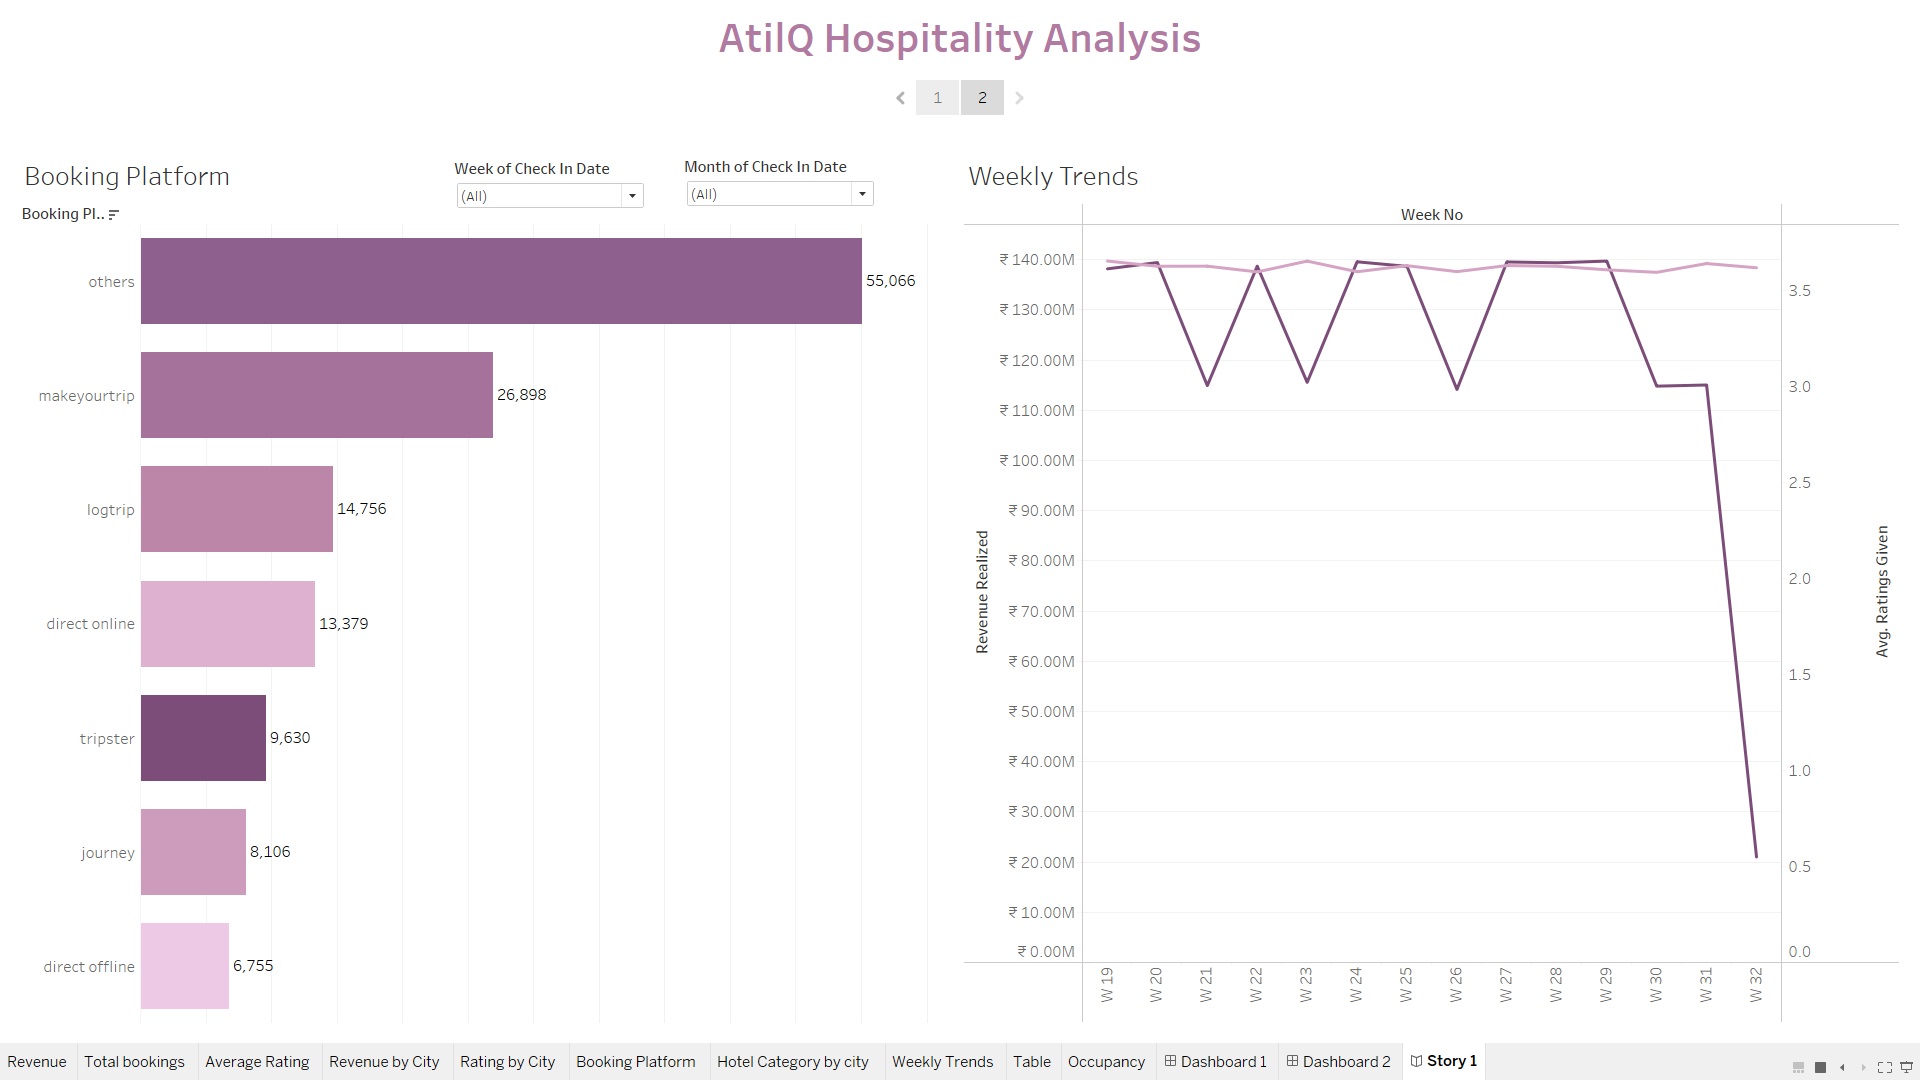 AtilQ Hospitality Analysis
1 2
Booking Platform
Week of Check In Date
(All)
Month of Check In Date
(All)
Booking Pl..
others 55,066
makeyourtrip 26,898
logtrip 14,756
direct online 13,379
tripster 9,630
journey 8,106
direct offline 6,755
Weekly Trends
Week No
₹ 140.00M
₹ 130.00M
₹ 120.00M
₹ 110.00M
₹ 100.00M
₹ 90.00M
₹ 80.00M
₹ 70.00M
₹ 60.00M
₹ 50.00M
₹ 40.00M
₹ 30.00M
₹ 20.00M
₹ 10.00M
₹ 0.00M
Revenue Realized
3.5
3.0
2.5
2.0
1.5
1.0
0.5
0.0
Avg. Ratings Given
W 19
W 20
W 21
W 22
W 23
W 24
W 25
W 26
W 27
W 28
W 29
W 30
W 31
W 32
Revenue Total bookings Average Rating Revenue by City Rating by City Booking Platform Hotel Category by city Weekly Trends Table Occupancy Dashboard 1 Dashboard 2 Story 1